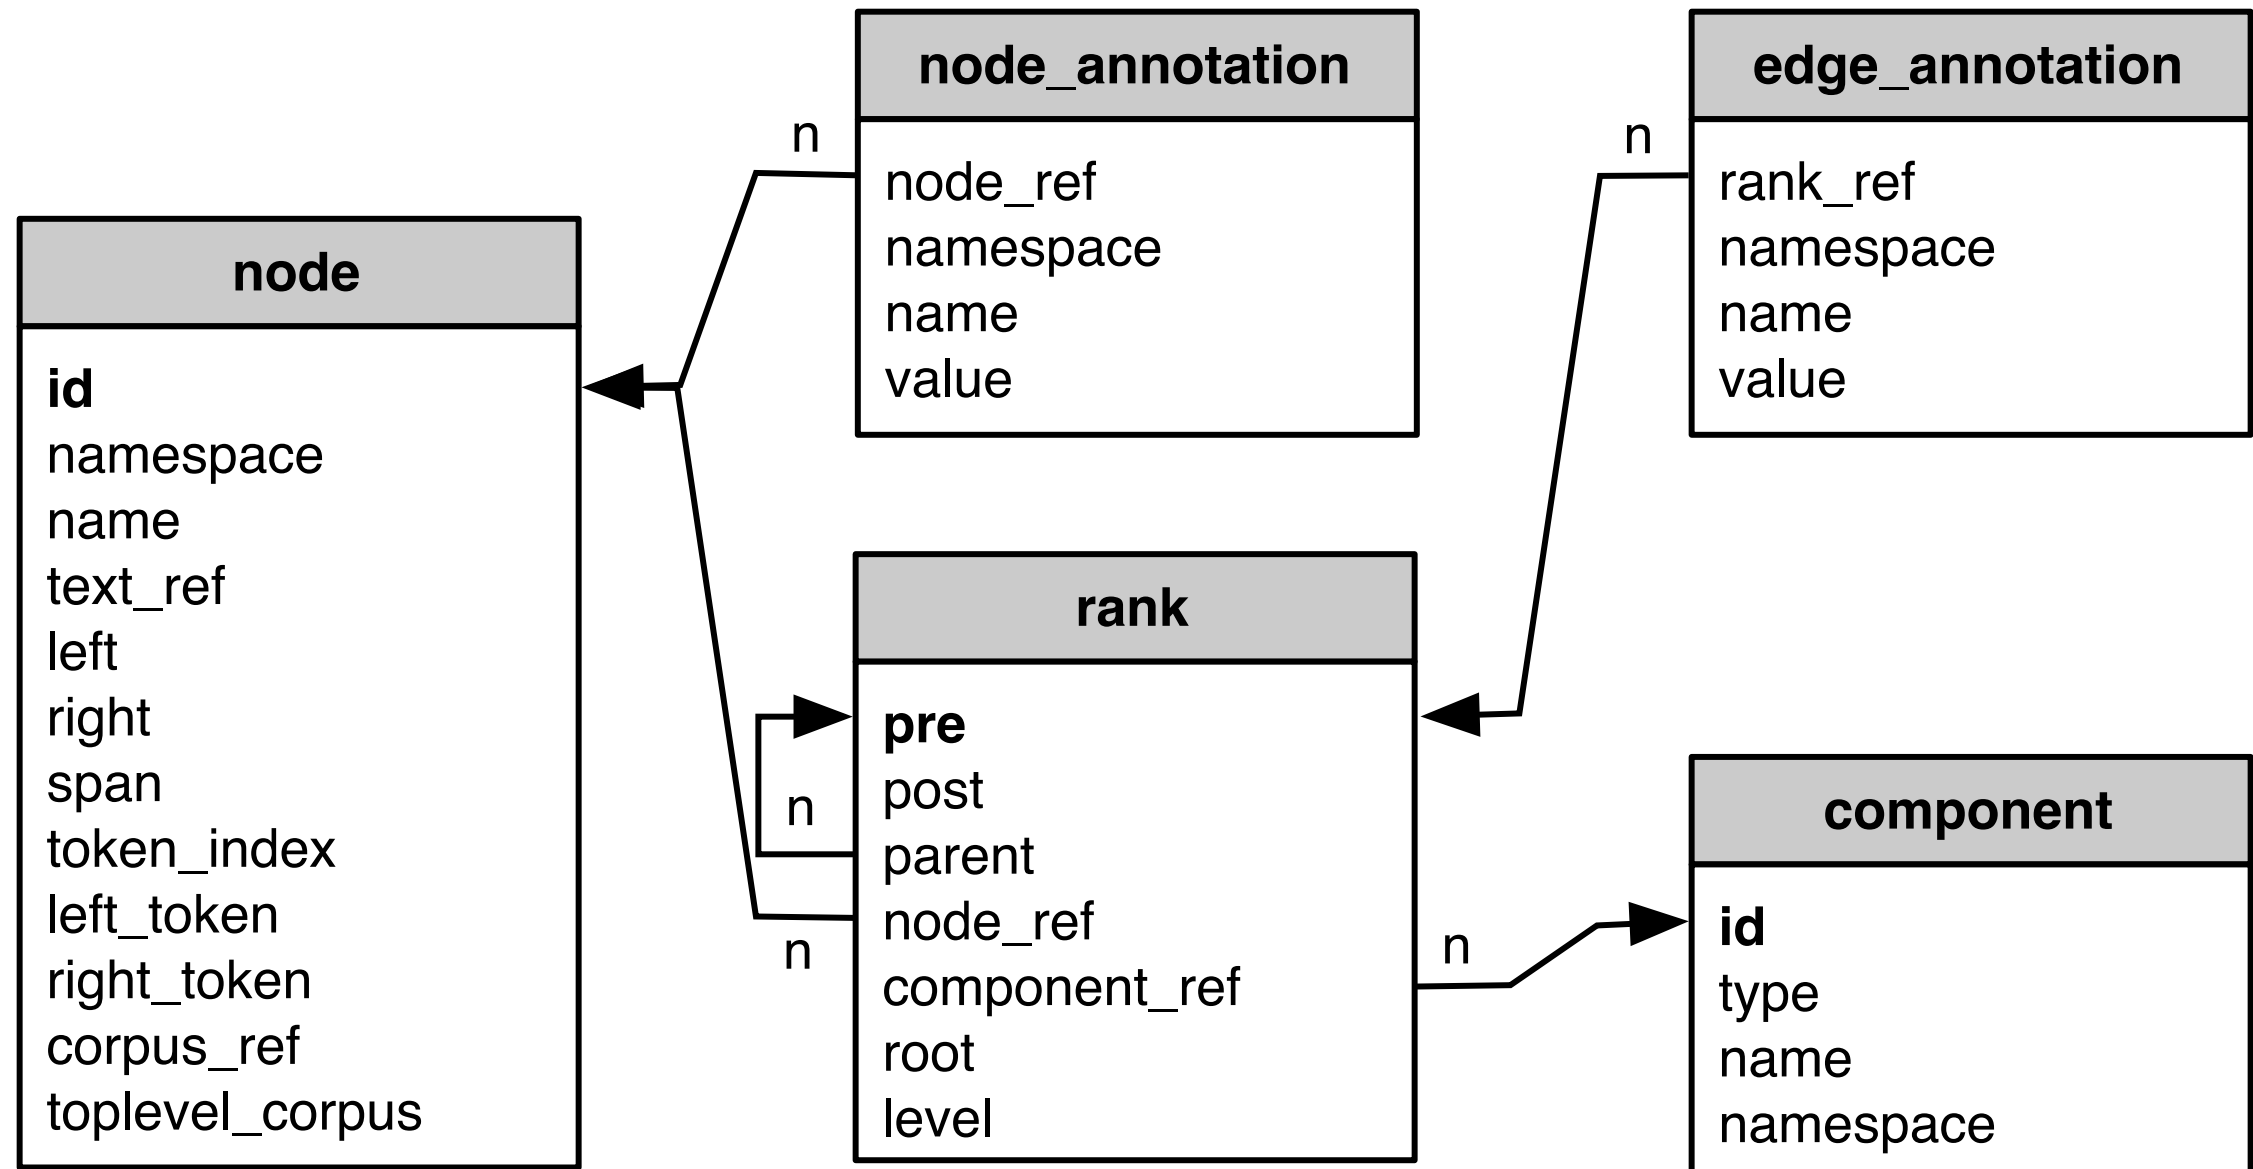 node
id
namespace
name
text_ref
left
right
span
token_index
left_token
right_token
corpus_ref
toplevel_corpus
node_annotation
node_ref
namespace
name
value
n
edge_annotation
rank_ref
namespace
name
value
n
rank
pre
post
parent
node_ref
component_ref
root
level
n
n
n
component
id
type
name
namespace